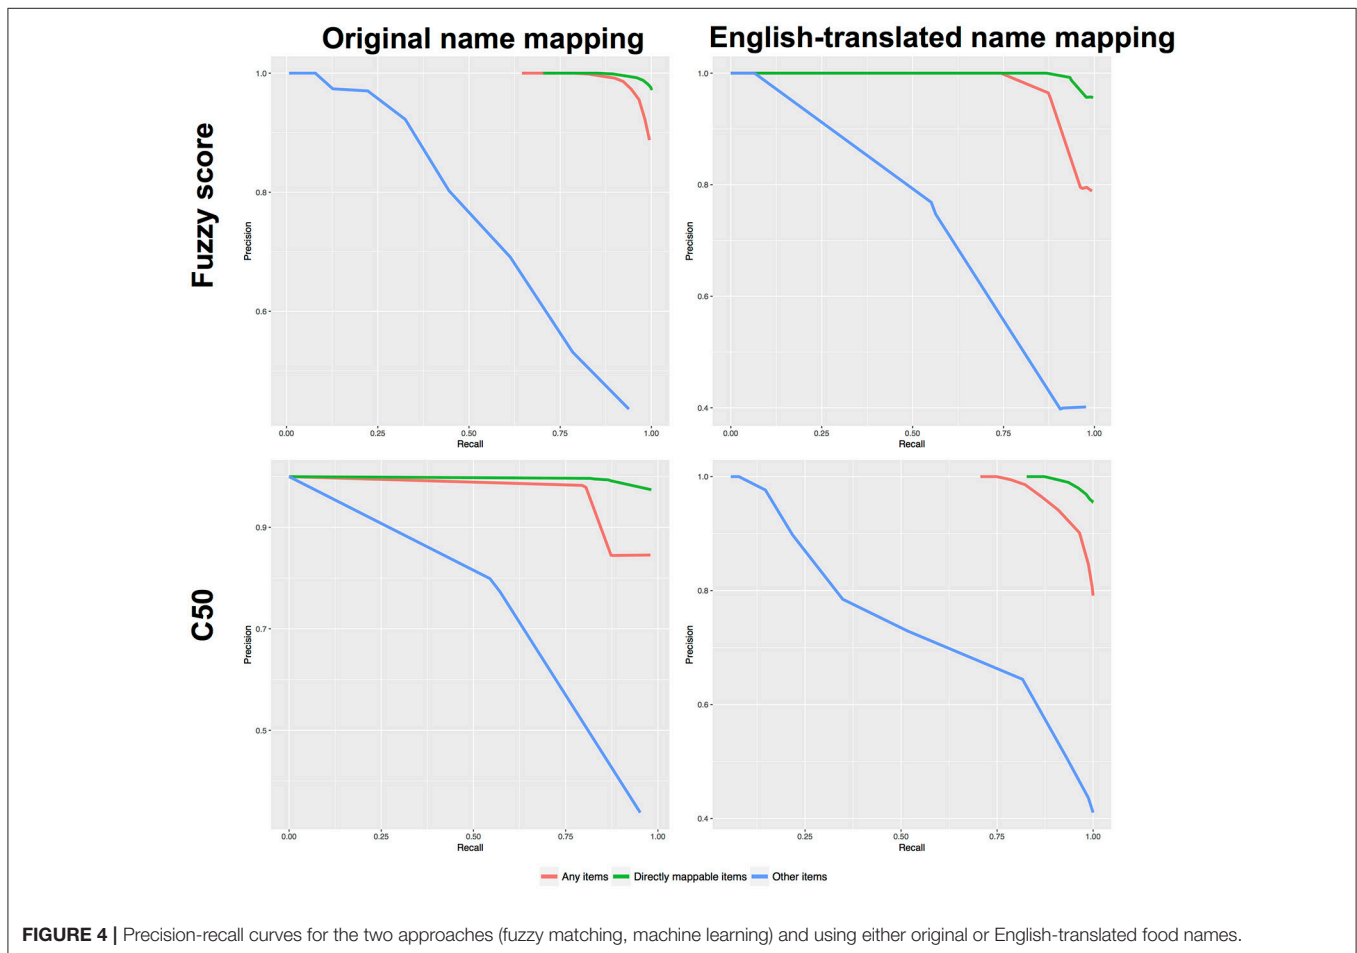 Original name mapping
English-translated name mapping
Fuzzy score
1.0
0.8
0.6
Precision
0.00 0.25 0.50 0.75 1.00
Recall
1.0
0.8
0.6
0.4
Precision
0.00 0.25 0.50 0.75 1.00
Recall
C50
0.9
0.7
0.5
Precision
0.00 0.25 0.50 0.75 1.00
Recall
1.0
0.8
0.6
0.4
Precision
0.25 0.50 0.75 1.00
Recall
Any items Directly mappable items Other items
FIGURE 4 | Precision-recall curves for the two approaches (fuzzy matching, machine learning) and using either original or English-translated food names.